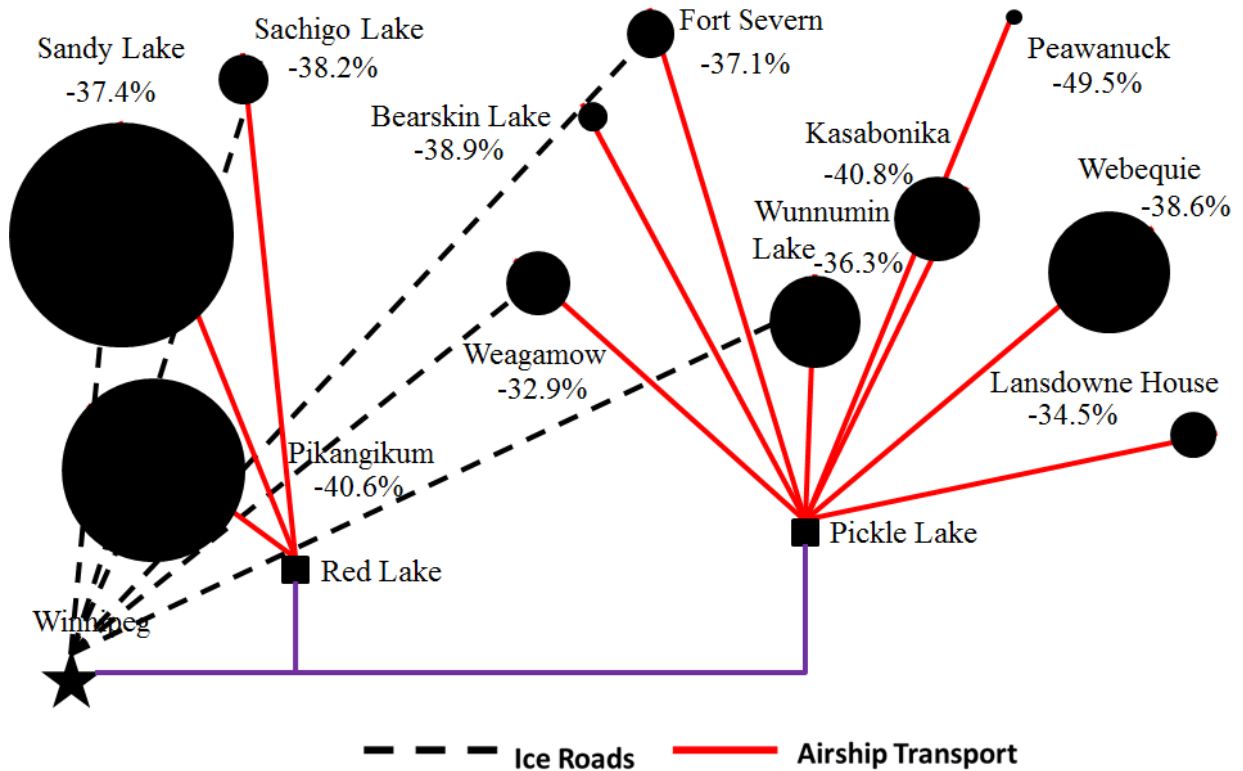 Sandy Lake
-37.4%
Sachigo Lake
-38.2%
Fort Severn
-37.1%
Peawanuck
-49.5%
Bearskin Lake
-38.9%
Kasabonika
-40.8%
Webequie
-38.6%
Wunnumin
Lake
-36.3%
Weagamow
-32.9%
Lansdowne House
-34.5%
Pikangikum
-40.6%
Pickle Lake
Red Lake
Winnipeg
Ice Roads
Airship Transport